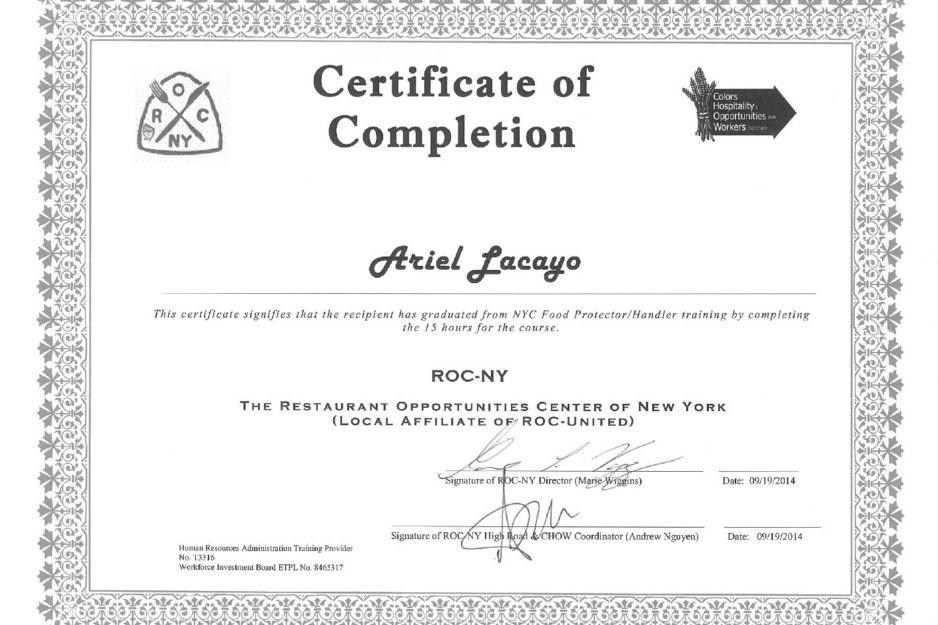 O
R C
NY
Certificate of
Completion
Colors
Hospitality &
Opportunities for
Workers
Ariel Lacayo
This certificate signifies that the recipient has graduated from NYC Food Protector/Handler training by completing
the 15 hours for the course.
ROC-NY
THE RESTAURANT OPPORTUNITIES CENTER OF NEW YORK
(LOCAL AFFILIATE OF ROC-UNITED)
Signature of ROC-NY Director (Marie Wiggins) Date: 09/19/2014
Signature of ROC NY High Road & CHOW Coordinator (Andrew Nguyen) Date: 09/19/2014
Human Resources Administration Training Provider
No. T3316
Workforce Investment Board ETPL No. 8465317